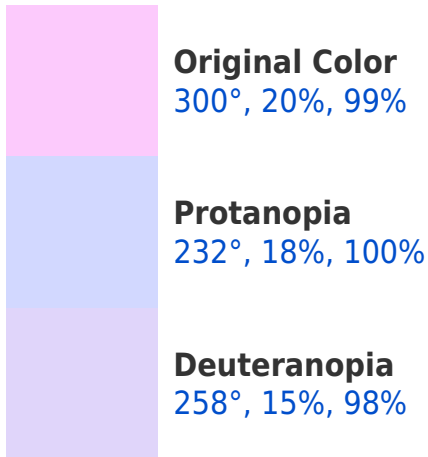 Original Color
300°, 20%, 99%
Protanopia
232°, 18%, 100%
Deuteranopia
258°, 15%, 98%